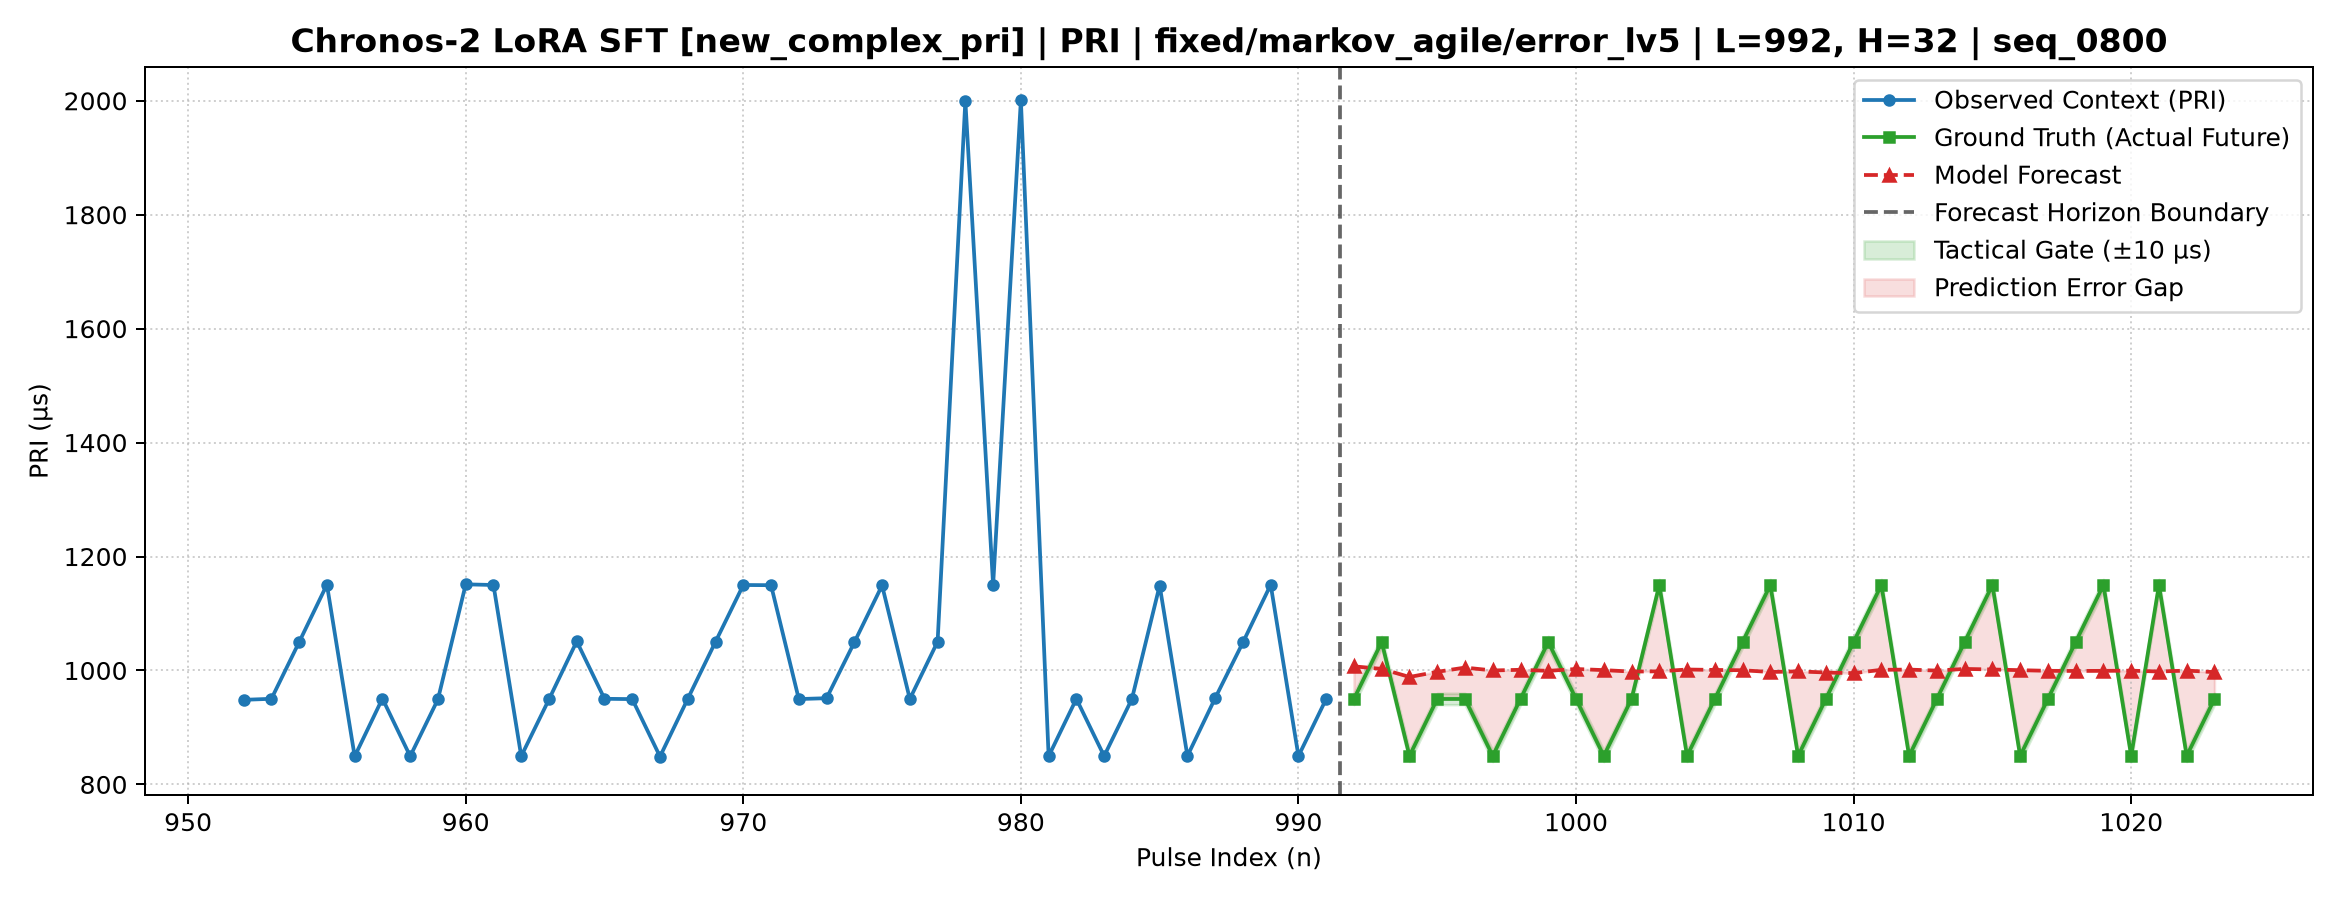 Chronos-2 LoRA SFT [new_complex_pri] | PRI | fixed/markov_agile/error_lv5 | L=992, H=32 | seq_0800
Observed Context (PRI)
Ground Truth (Actual Future)
Model Forecast
Forecast Horizon Boundary
Tactical Gate (±10 µs)
Prediction Error Gap
PRI (µs)
2000
1800
1600
1400
1200
1000
800
950
960
970
980
990
1000
1010
1020
Pulse Index (n)